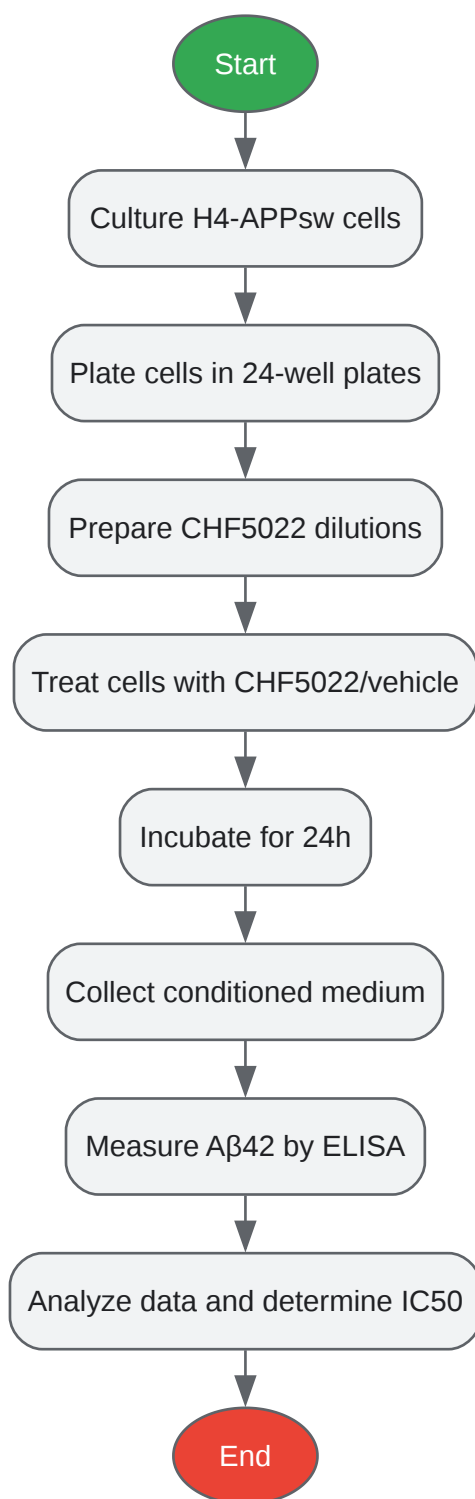 Start
Culture H4-APPsw cells
Plate cells in 24-well plates
Prepare CHF5022 dilutions
Treat cells with CHF5022/vehicle
Incubate for 24h
Collect conditioned medium
Measure Aβ42 by ELISA
Analyze data and determine IC50
End